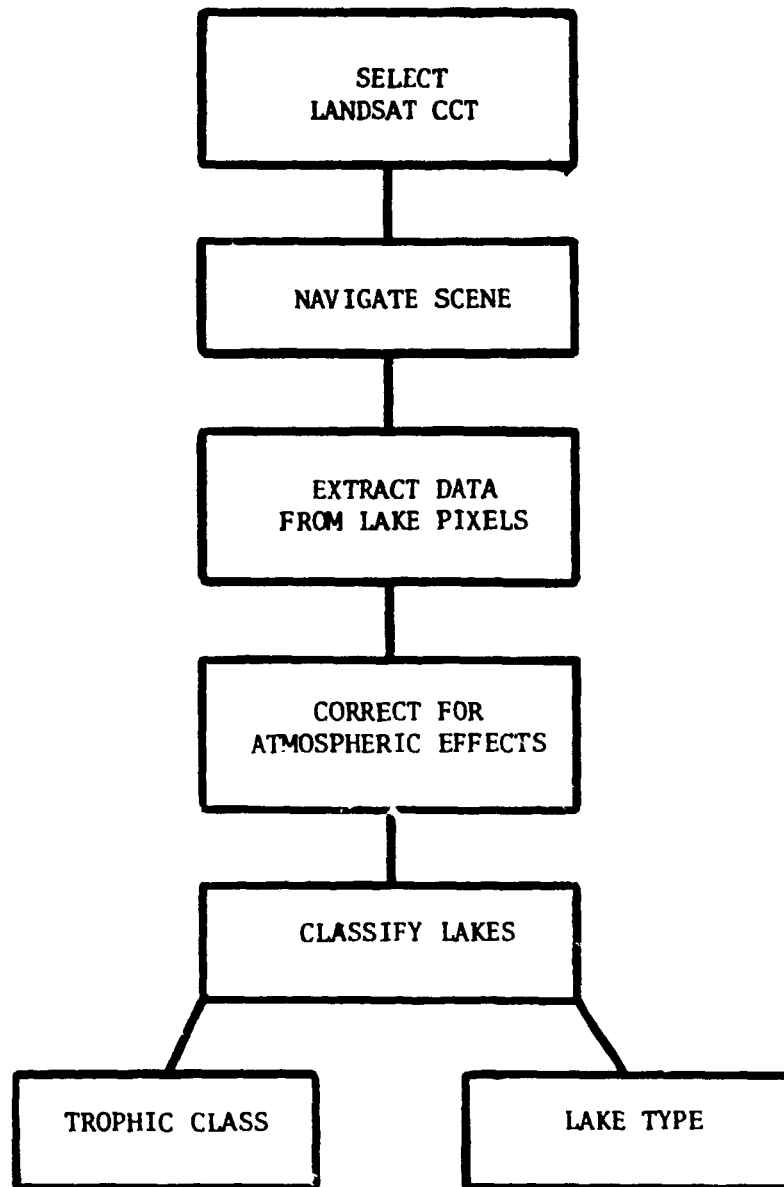 SELECT
LANDSAT CCT
NAVIGATE SCENE
EXTRACT DATA
FROM LAKE PIXELS
CORRECT FOR
ATMOSPHERIC EFFECTS
CLASSIFY LAKES
TROPHIC CLASS
LAKE TYPE